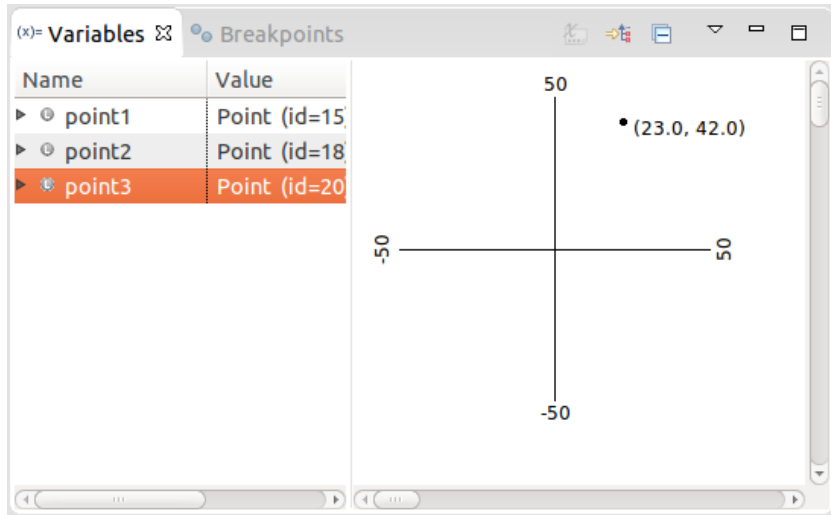 (x)= Variables Breakpoints
Name Value
point1 Point (id=15)
point2 Point (id=18)
point3 Point (id=20)
50
(23.0, 42.0)
-50
50
-50